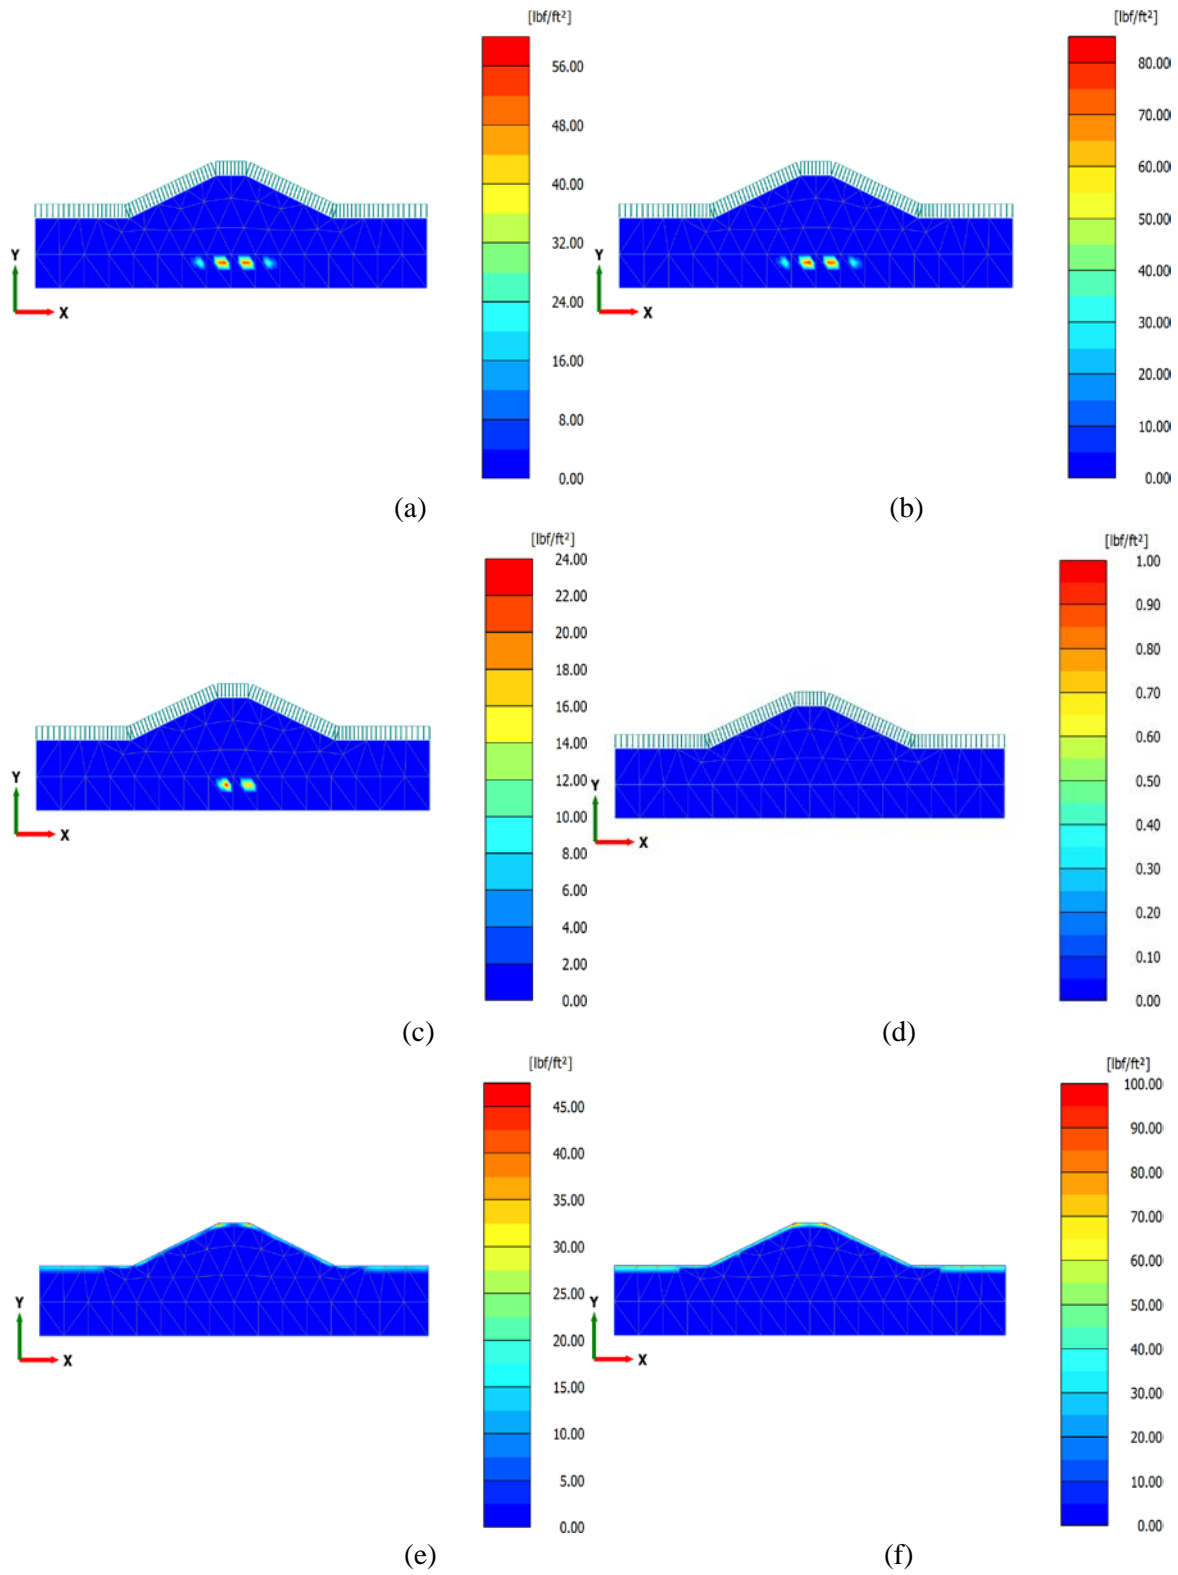 [lbf/ft²]
56.00
48.00
40.00
32.00
24.00
16.00
8.00
0.00
Y
X
(a)
[lbf/ft²]
80.00
70.00
60.00
50.00
40.00
30.00
20.00
10.00
0.00
Y
X
(b)
[lbf/ft²]
24.00
22.00
20.00
18.00
16.00
14.00
12.00
10.00
8.00
6.00
4.00
2.00
0.00
Y
X
(c)
[lbf/ft²]
1.00
0.90
0.80
0.70
0.60
0.50
0.40
0.30
0.20
0.10
0.00
Y
X
(d)
[lbf/ft²]
45.00
40.00
35.00
30.00
25.00
20.00
15.00
10.00
5.00
0.00
Y
X
(e)
[lbf/ft²]
100.00
90.00
80.00
70.00
60.00
50.00
40.00
30.00
20.00
10.00
0.00
Y
X
(f)